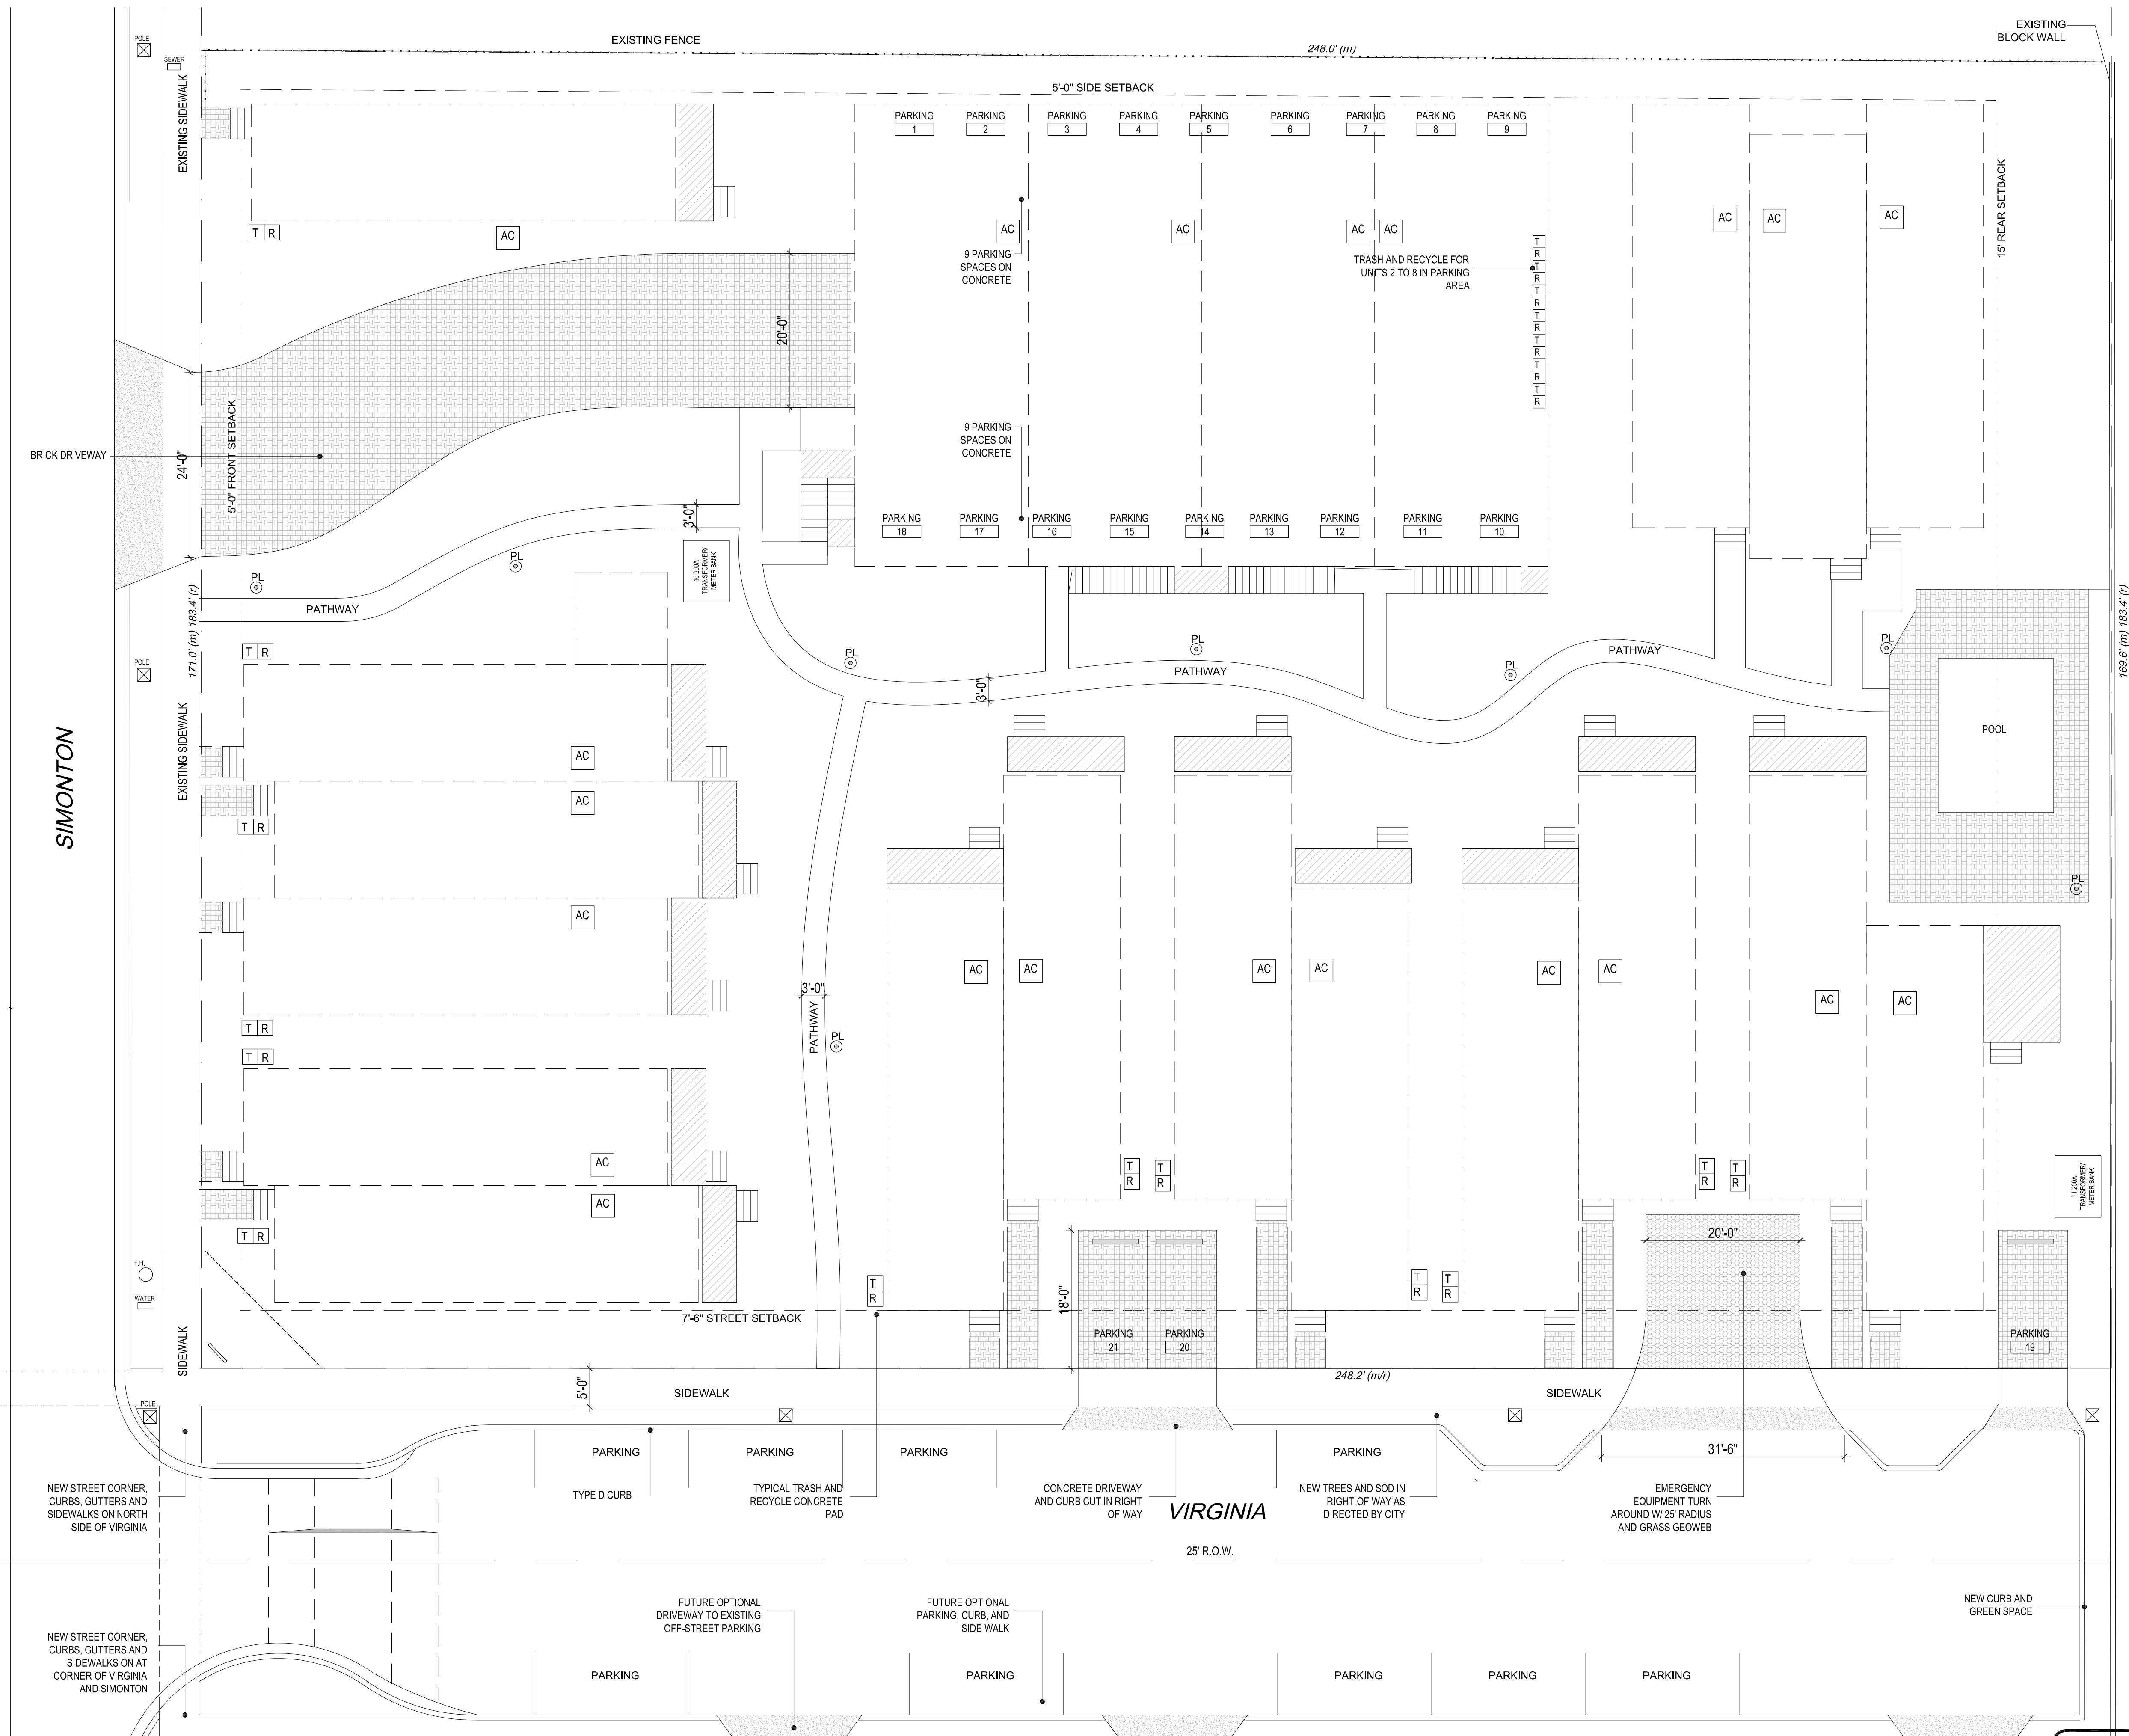 EXISTING
BLOCK WALL
POLE
EXISTING FENCE
248.0' (m)
SEWER
EXISTING SIDEWALK
5'-0" SIDE SETBACK
PARKING
1
PARKING
2
PARKING
3
PARKING
4
PARKING
5
PARKING
6
PARKING
7
PARKING
8
PARKING
9
15' REAR SETBACK
T R
AC
AC
AC
AC
AC
AC
AC
AC
9 PARKING
SPACES ON
CONCRETE
TRASH AND RECYCLE FOR
UNITS 2 TO 8 IN PARKING
AREA
T
R
T
R
T
R
T
R
T
R
T
R
T
R
20'-0"
BRICK DRIVEWAY
24'-0"
5'-0" FRONT SETBACK
9 PARKING
SPACES ON
CONCRETE
3'-0"
PARKING
18
PARKING
17
PARKING
16
PARKING
15
PARKING
14
PARKING
13
PARKING
12
PARKING
11
PARKING
10
PL
PL
10 200A
TRANSFORMER/
METER BANK
PATHWAY
171.0' (m) 183.4' (r)
169.6' (m) 183.4' (r)
T R
POLE
PL
PL
PL
PL
PATHWAY
PATHWAY
3'-0"
POOL
SIMONTON
EXISTING SIDEWALK
AC
AC
T R
PL
AC
AC
AC
AC
AC
AC
AC
AC
AC
3'-0"
PATHWAY
PL
T R
T R
AC
AC
T
R
T
R
T
R
T
R
11 200A
TRANSFORMER/
METER BANK
T R
F.H.
WATER
20'-0"
T
R
T
R
T
R
18'-0"
7'-6" STREET SETBACK
PARKING
21
PARKING
20
PARKING
19
SIDEWALK
248.2' (m/r)
5'-0"
SIDEWALK
SIDEWALK
POLE
PARKING
PARKING
PARKING
PARKING
31'-6"
NEW STREET CORNER,
CURBS, GUTTERS AND
SIDEWALKS ON NORTH
SIDE OF VIRGINIA
TYPE D CURB
TYPICAL TRASH AND
RECYCLE CONCRETE
PAD
CONCRETE DRIVEWAY
AND CURB CUT IN RIGHT
OF WAY
VIRGINIA
NEW TREES AND SOD IN
RIGHT OF WAY AS
DIRECTED BY CITY
EMERGENCY
EQUIPMENT TURN
AROUND W/ 25' RADIUS
AND GRASS GEOWEB
25' R.O.W.
FUTURE OPTIONAL
DRIVEWAY TO EXISTING
OFF-STREET PARKING
FUTURE OPTIONAL
PARKING, CURB, AND
SIDE WALK
NEW CURB AND
GREEN SPACE
NEW STREET CORNER,
CURBS, GUTTERS AND
SIDEWALKS ON AT
CORNER OF VIRGINIA
AND SIMONTON
PARKING
PARKING
PARKING
PARKING
PARKING